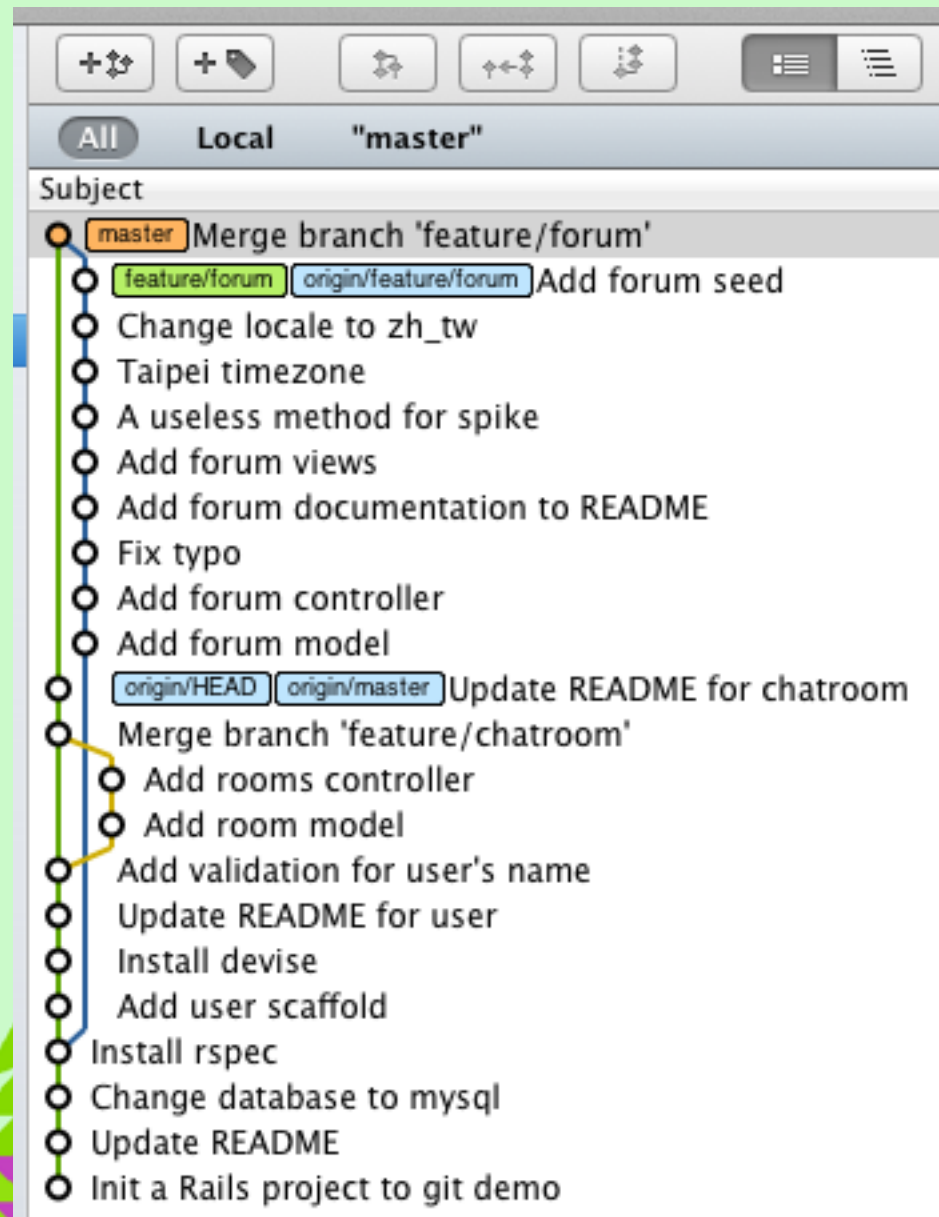 All Local "master"
Subject
master Merge branch 'feature/forum'
feature/forum origin/feature/forum Add forum seed
Change locale to zh_tw
Taipei timezone
A useless method for spike
Add forum views
Add forum documentation to README
Fix typo
Add forum controller
Add forum model
origin/HEAD origin/master Update README for chatroom
Merge branch 'feature/chatroom'
Add rooms controller
Add room model
Add validation for user's name
Update README for user
Install devise
Add user scaffold
Install rspec
Change database to mysql
Update README
Init a Rails project to git demo